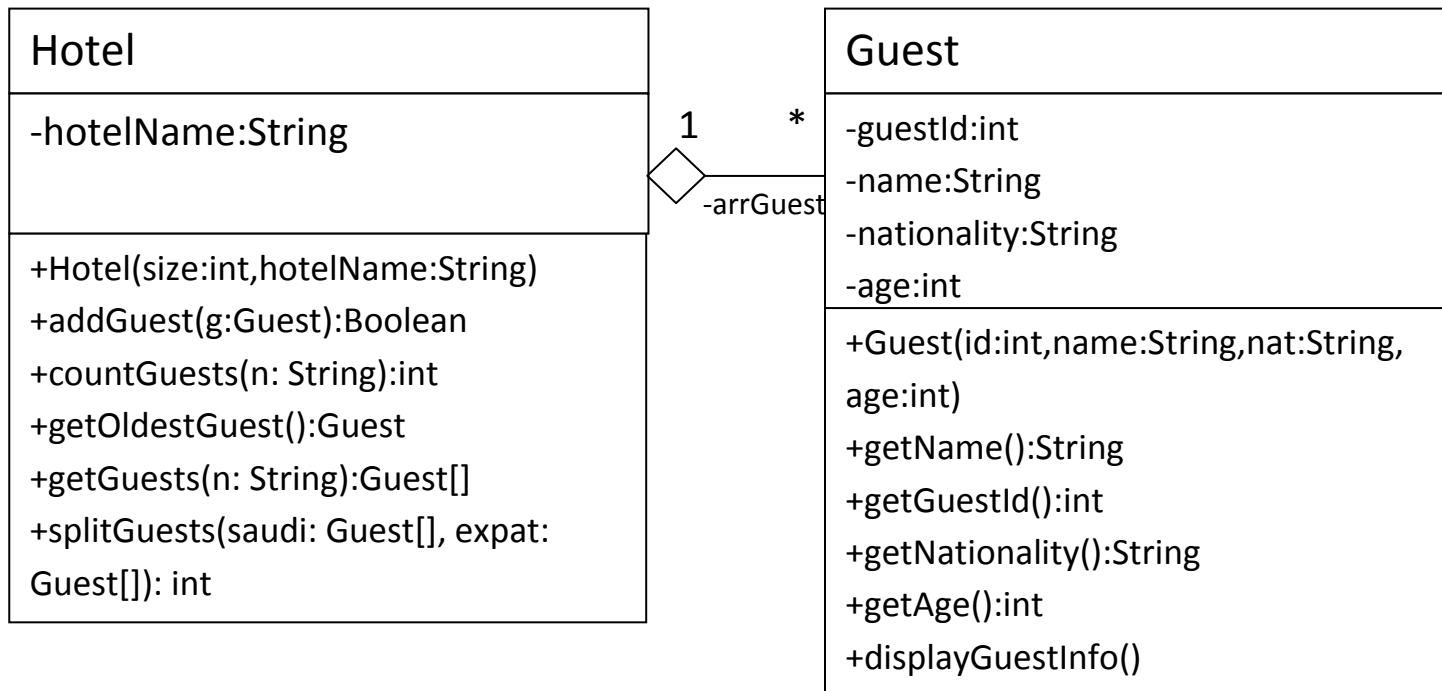 Hotel
-hotelName:String
+Hotel(size:int,hotelName:String)
+addGuest(g:Guest):Boolean
+countGuests(n: String):int
+getOldestGuest():Guest
+getGuests(n: String):Guest[]
+splitGuests(saudi: Guest[], expat:
Guest[]): int
1 *
-arrGuest
Guest
-guestId:int
-name:String
-nationality:String
-age:int
+Guest(id:int,name:String,nat:String,
age:int)
+getName():String
+getGuestId():int
+getNationality():String
+getAge():int
+displayGuestInfo()